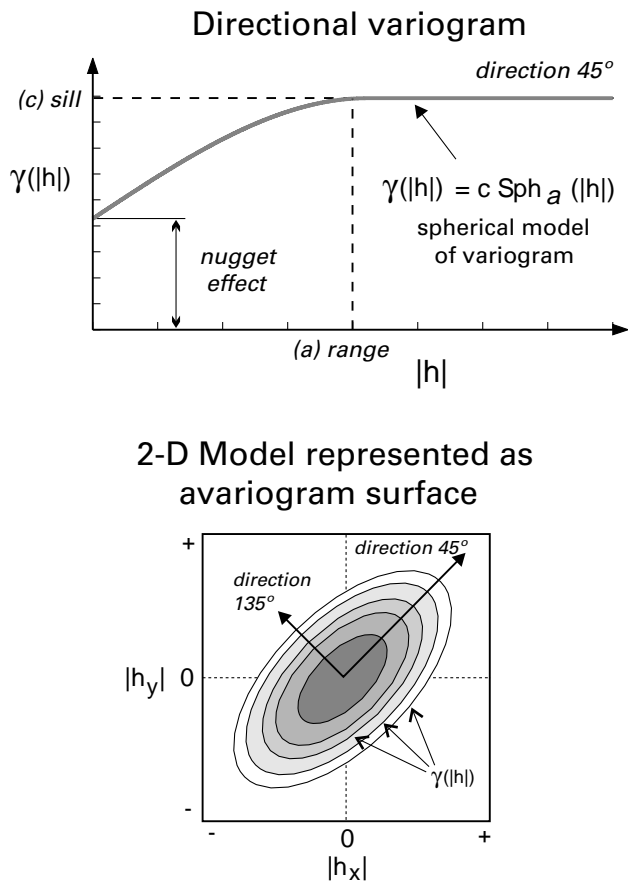 Directional variogram
direction 45°
(c) sill
γ(|h|)
γ(|h|) = c Sph a (|h|)
spherical model
of variogram
nugget
effect
(a) range
|h|
2-D Model represented as
avariogram surface
+
direction 45°
direction
135°
|hy| 0
γ(|h|)
-
- 0 +
|hx|